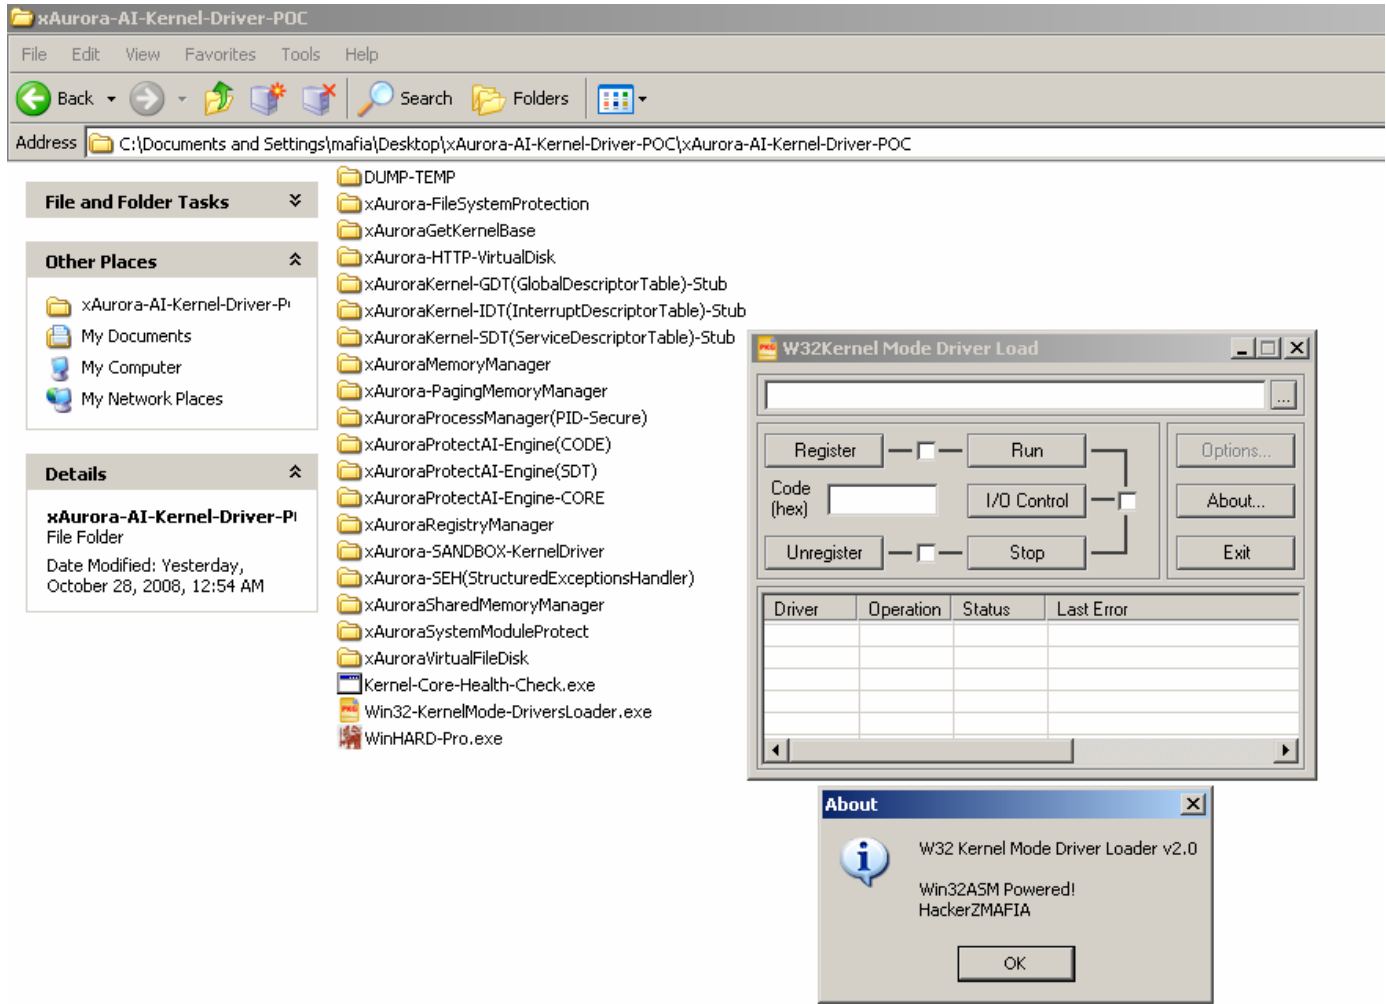 xAurora-AI-Kernel-Driver-POC
File Edit View Favorites Tools Help
Back Search Folders
Address C:\Documents and Settings\mafia\Desktop\xAurora-AI-Kernel-Driver-POC\xAurora-AI-Kernel-Driver-POC
File and Folder Tasks
Other Places
xAurora-AI-Kernel-Driver-P
My Documents
My Computer
My Network Places
Details
xAurora-AI-Kernel-Driver-P
File Folder
Date Modified: Yesterday,
October 28, 2008, 12:54 AM
DUMP-TEMP
xAurora-FileSystemProtection
xAuroraGetKernelBase
xAurora-HTTP-VirtualDisk
xAuroraKernel-GDT(GlobalDescriptorTable)-Stub
xAuroraKernel-IDT(InterruptDescriptorTable)-Stub
xAuroraKernel-SDT(ServiceDescriptorTable)-Stub
xAuroraMemoryManager
xAurora-PagingMemoryManager
xAuroraProcessManager(PID-Secure)
xAuroraProtectAI-Engine(CODE)
xAuroraProtectAI-Engine(SDT)
xAuroraProtectAI-Engine-CORE
xAuroraRegistryManager
xAurora-SANDBOX-KernelDriver
xAurora-SEH(StructuredExceptionsHandler)
xAuroraSharedMemoryManager
xAuroraSystemModuleProtect
xAuroraVirtualFileDisk
Kernel-Core-Health-Check.exe
Win32-KernelMode-DriversLoader.exe
WinHARD-Pro.exe
PKG W32Kernel Mode Driver Load
...
Register Run Options...
Code
(hex) I/O Control About...
Unregister Stop Exit
Driver Operation Status Last Error
About
W32 Kernel Mode Driver Loader v2.0
Win32ASM Powered!
HackerZMAFIA
OK